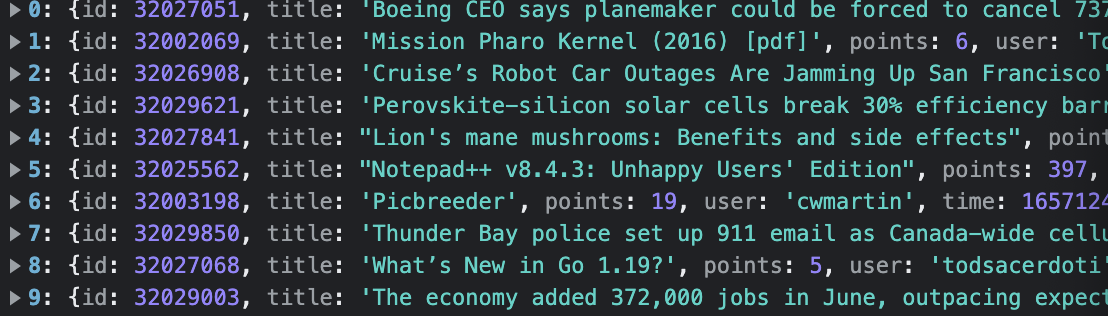 0: {id: 32027051, title: 'Boeing CEO says planemaker could be forced to cancel 737
1: {id: 32002069, title: 'Mission Pharo Kernel (2016) [pdf]', points: 6, user: 'To
2: {id: 32026908, title: 'Cruise’s Robot Car Outages Are Jamming Up San Francisco'
3: {id: 32029621, title: 'Perovskite–silicon solar cells break 30% efficiency barr
4: {id: 32027841, title: "Lion's mane mushrooms: Benefits and side effects", point
5: {id: 32025562, title: "Notepad++ v8.4.3: Unhappy Users' Edition", points: 397,
6: {id: 32003198, title: 'Picbreeder', points: 19, user: 'cwmartin', time: 1657124
7: {id: 32029850, title: 'Thunder Bay police set up 911 email as Canada-wide cellu
8: {id: 32027068, title: 'What’s New in Go 1.19?', points: 5, user: 'todsacerdoti'
9: {id: 32029003, title: 'The economy added 372,000 jobs in June, outpacing expect